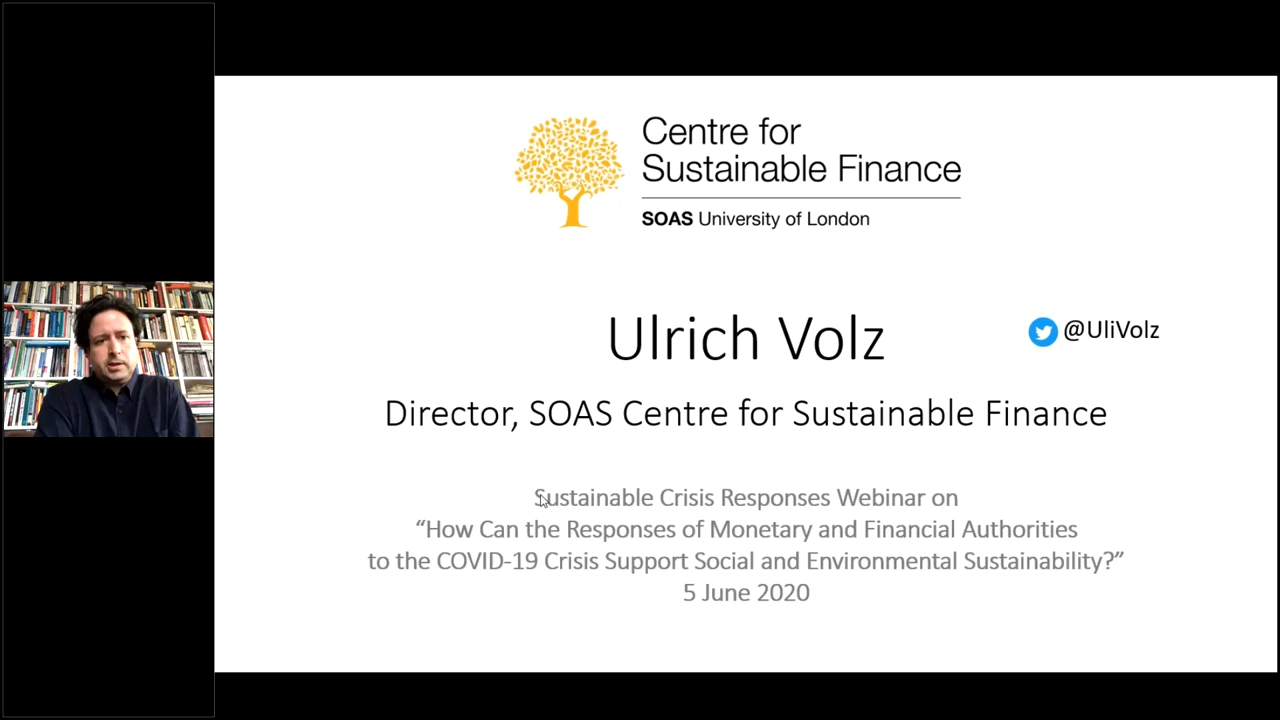 Centre for
Sustainable Finance
SOAS University of London
Ulrich Volz
@UliVolz
Director, SOAS Centre for Sustainable Finance
Sustainable Crisis Responses Webinar on
“How Can the Responses of Monetary and Financial Authorities
to the COVID-19 Crisis Support Social and Environmental Sustainability?”
5 June 2020